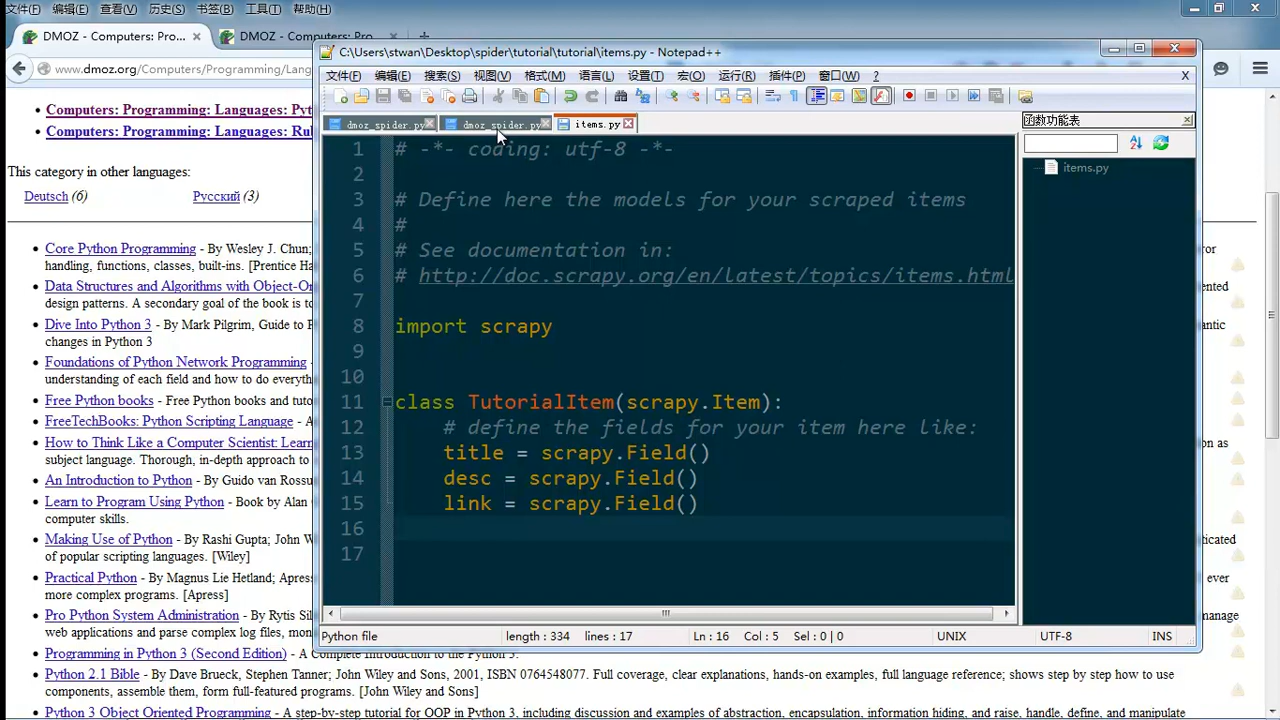 文件(F) 编辑(E) 查看(V) 历史(S) 书签(B) 工具(T) 帮助(H)
DMOZ - Computers: Pro...
DMOZ - Computers: Pro...
www.dmoz.org/Computers/Programming/Lang
Computers: Programming: Languages: Pyt
Computers: Programming: Languages: Rub
This category in other languages:
Deutsch (6)
Русский (3)
Core Python Programming - By Wesley J. Chun;
handling, functions, classes, built-ins. [Prentice Ha
Data Structures and Algorithms with Object-Or
design patterns. A secondary goal of the book is to
Dive Into Python 3 - By Mark Pilgrim, Guide to P
changes in Python 3
Foundations of Python Network Programming
understanding of each field and how to do everyth
Free Python books - Free Python books and tuto
FreeTechBooks: Python Scripting Language
How to Think Like a Computer Scientist: Learn
subject language. Thorough, in-depth approach to
An Introduction to Python - By Guido van Rossu
Learn to Program Using Python - Book by Alan
computer skills.
Making Use of Python - By Rashi Gupta; John W
of popular scripting languages. [Wiley]
Practical Python - By Magnus Lie Hetland; Apres
more complex programs. [Apress]
Pro Python System Administration - By Rytis Sil
web applications and parse complex log files, man
Programming in Python 3 (Second Edition) - A Complete Introduction to the Python 3.
Python 2.1 Bible - By Dave Brueck, Stephen Tanner; John Wiley and Sons, 2001, ISBN 0764548077. Full coverage, clear explanations, hands-on examples, full language reference; shows step by step how to use
components, assemble them, form full-featured programs. [John Wiley and Sons]
Python 3 Object Oriented Programming - A step-by-step tutorial for OOP in Python 3, including discussion and examples of abstraction, encapsulation, information hiding, and raise, handle, define, and manipulate
C:\Users\stwan\Desktop\spider\tutorial\tutorial\items.py - Notepad++
文件(F) 编辑(E) 搜索(S) 视图(V) 格式(M) 语言(L) 设置(T) 宏(O) 运行(R) 插件(P) 窗口(W) ? X
dmoz_spider.py
dmoz_spider.py
items.py
函数功能表
items.py
1 # -*- coding: utf-8 -*-
2
3 # Define here the models for your scraped items
4 #
5 # See documentation in:
6 # http://doc.scrapy.org/en/latest/topics/items.html
7
8 import scrapy
9
10
11 class TutorialItem(scrapy.Item):
12 # define the fields for your item here like:
13 title = scrapy.Field()
14 desc = scrapy.Field()
15 link = scrapy.Field()
16
17
Python file length : 334 lines : 17 Ln : 16 Col : 5 Sel : 0 | 0 UNIX UTF-8 INS